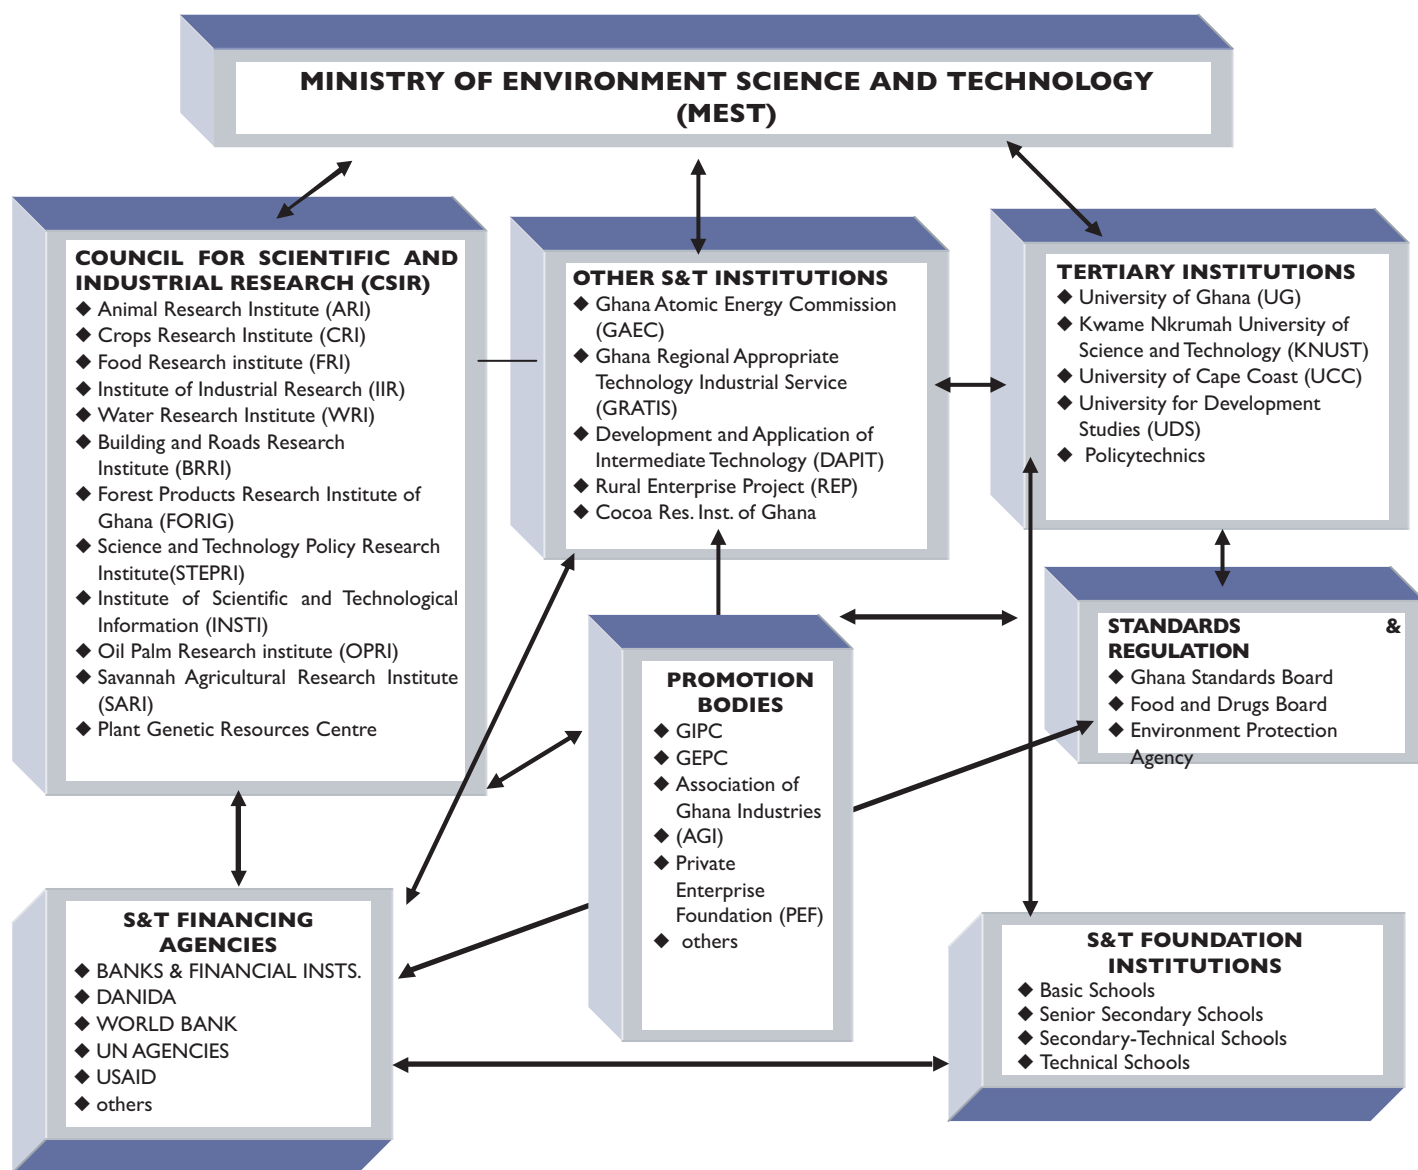 MINISTRY OF ENVIRONMENT SCIENCE AND TECHNOLOGY
(MEST)
COUNCIL FOR SCIENTIFIC AND
INDUSTRIAL RESEARCH (CSIR)
◆ Animal Research Institute (ARI)
◆ Crops Research Institute (CRI)
◆ Food Research institute (FRI)
◆ Institute of Industrial Research (IIR)
◆ Water Research Institute (WRI)
◆ Building and Roads Research
Institute (BRRI)
◆ Forest Products Research Institute of
Ghana (FORIG)
◆ Science and Technology Policy Research
Institute(STEPRI)
◆ Institute of Scientific and Technological
Information (INSTI)
◆ Oil Palm Research institute (OPRI)
◆ Savannah Agricultural Research Institute
(SARI)
◆ Plant Genetic Resources Centre
OTHER S&T INSTITUTIONS
◆ Ghana Atomic Energy Commission
(GAEC)
◆ Ghana Regional Appropriate
Technology Industrial Service
(GRATIS)
◆ Development and Application of
Intermediate Technology (DAPIT)
◆ Rural Enterprise Project (REP)
◆ Cocoa Res. Inst. of Ghana
TERTIARY INSTITUTIONS
◆ University of Ghana (UG)
◆ Kwame Nkrumah University of
Science and Technology (KNUST)
◆ University of Cape Coast (UCC)
◆ University for Development
Studies (UDS)
◆ Policytechnics
PROMOTION
BODIES
◆ GIPC
◆ GEPC
◆ Association of
Ghana Industries
◆ (AGI)
◆ Private
Enterprise
Foundation (PEF)
◆ others
STANDARDS &
REGULATION
◆ Ghana Standards Board
◆ Food and Drugs Board
◆ Environment Protection
Agency
S&T FINANCING
AGENCIES
◆ BANKS & FINANCIAL INSTS.
◆ DANIDA
◆ WORLD BANK
◆ UN AGENCIES
◆ USAID
◆ others
S&T FOUNDATION
INSTITUTIONS
◆ Basic Schools
◆ Senior Secondary Schools
◆ Secondary-Technical Schools
◆ Technical Schools